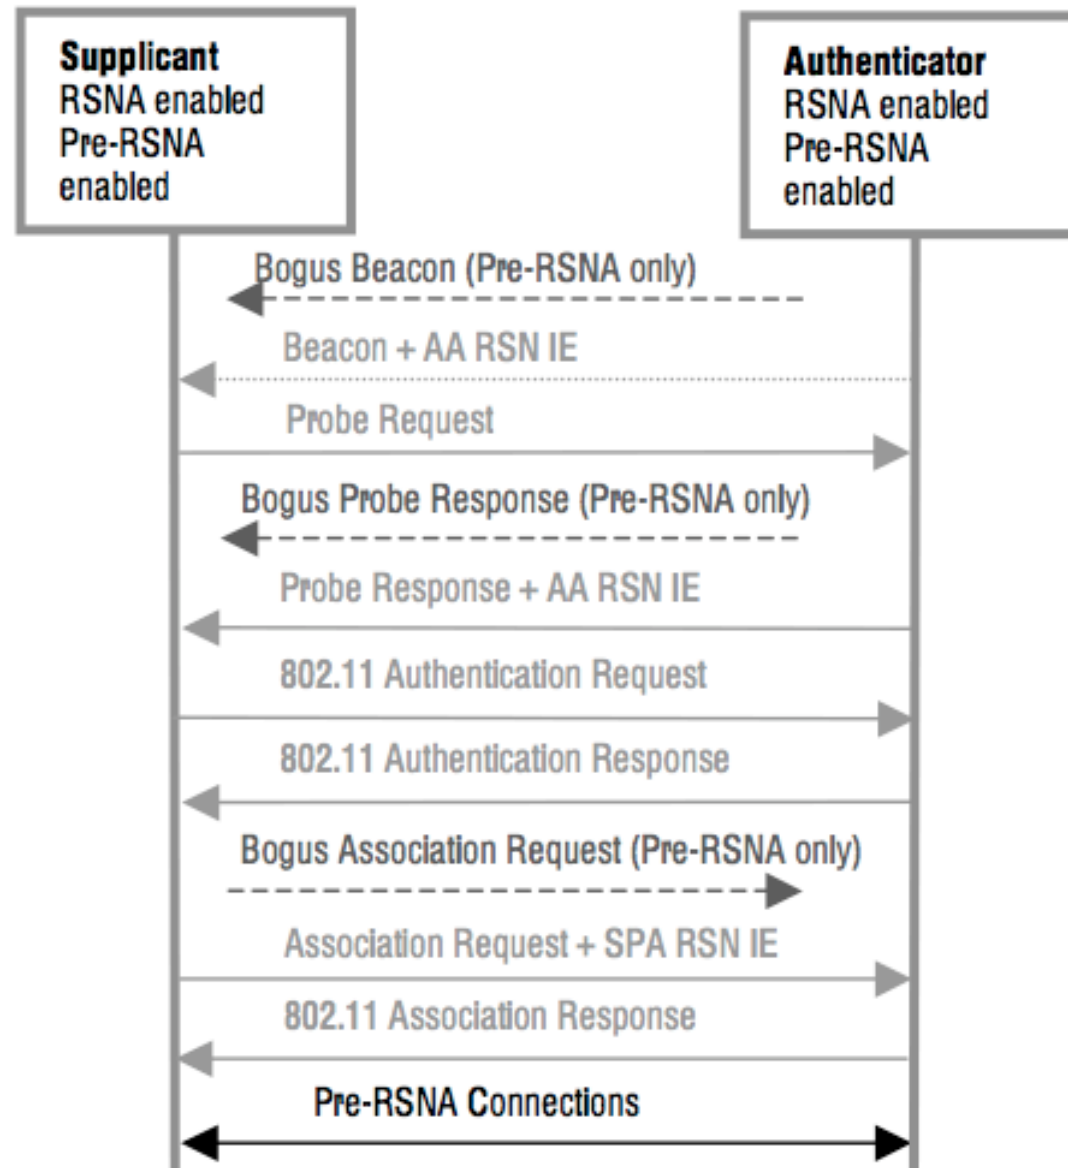 Supplicant
RSNA enabled
Pre-RSNA
enabled
Authenticator
RSNA enabled
Pre-RSNA
enabled
Bogus Beacon (Pre-RSNA only)
Beacon + AA RSN IE
Probe Request
Bogus Probe Response (Pre-RSNA only)
Probe Response + AA RSN IE
802.11 Authentication Request
802.11 Authentication Response
Bogus Association Request (Pre-RSNA only)
Association Request + SPA RSN IE
802.11 Association Response
Pre-RSNA Connections